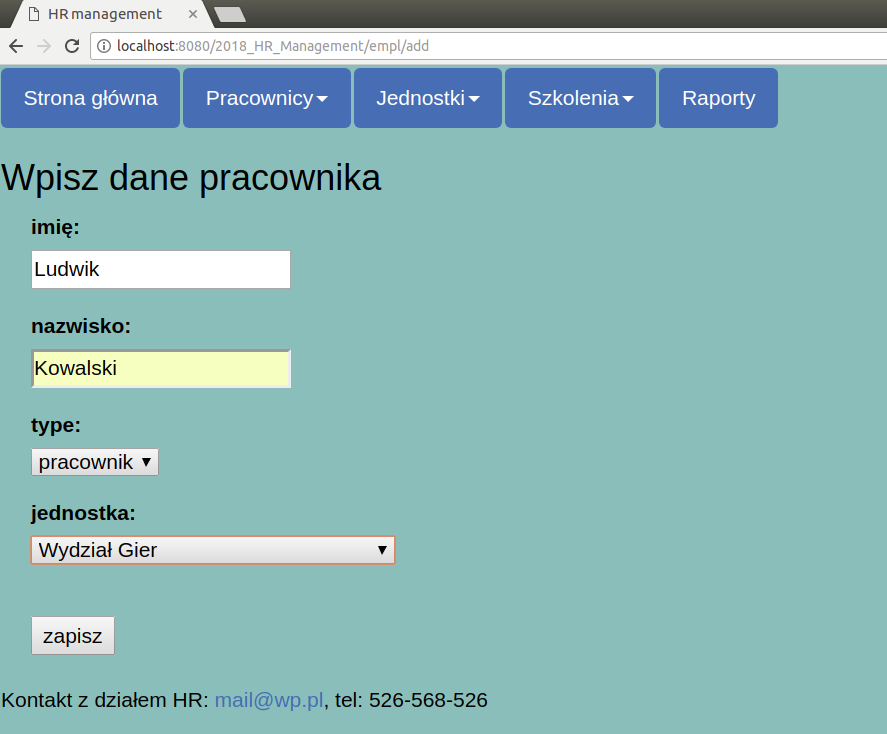 HR management
localhost:8080/2018_HR_Management/empl/add
Strona główna Pracownicy Jednostki Szkolenia Raporty
Wpisz dane pracownika
imię:
Ludwik
nazwisko:
Kowalski
type:
pracownik
jednostka:
Wydział Gier
zapisz
Kontakt z działem HR: mail@wp.pl, tel: 526-568-526